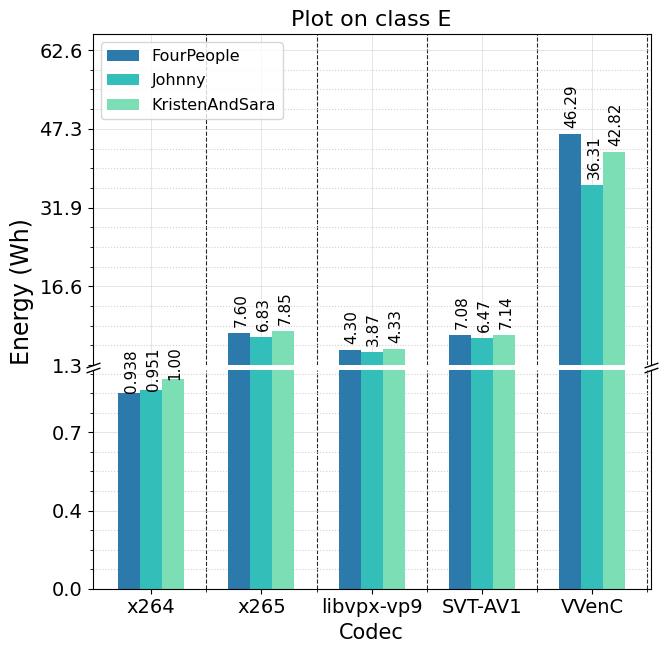 Plot on class E
FourPeople
Johnny
KristenAndSara
Energy (Wh)
62.6
47.3
31.9
16.6
1.3
0.7
0.4
0.0
0.938
0.951
1.00
7.60
6.83
7.85
4.30
3.87
4.33
7.08
6.47
7.14
46.29
36.31
42.82
x264
x265
libvpx-vp9
SVT-AV1
VVenC
Codec